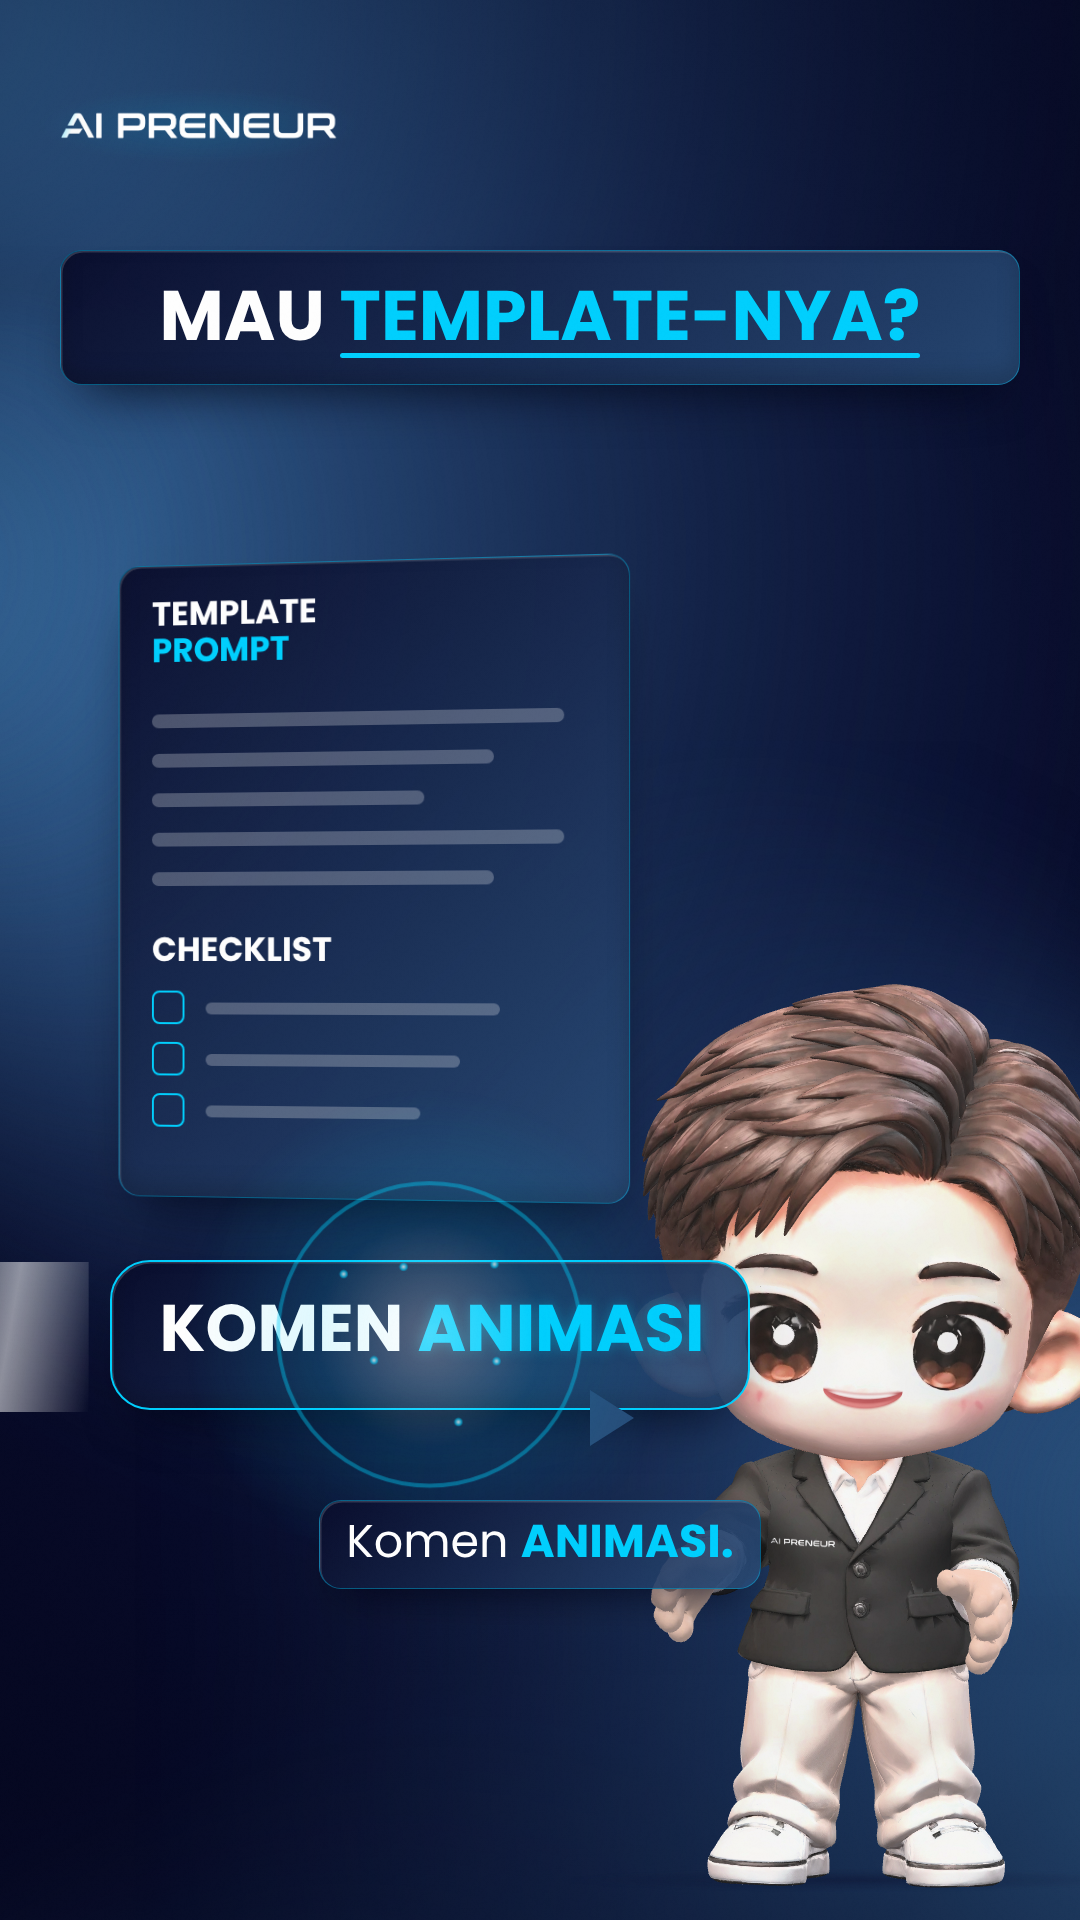 AI PRENEUR
MAU TEMPLATE-NYA?
TEMPLATE
PROMPT
CHECKLIST
KOMEN ANIMASI
Komen ANIMASI.
AI PRENEUR